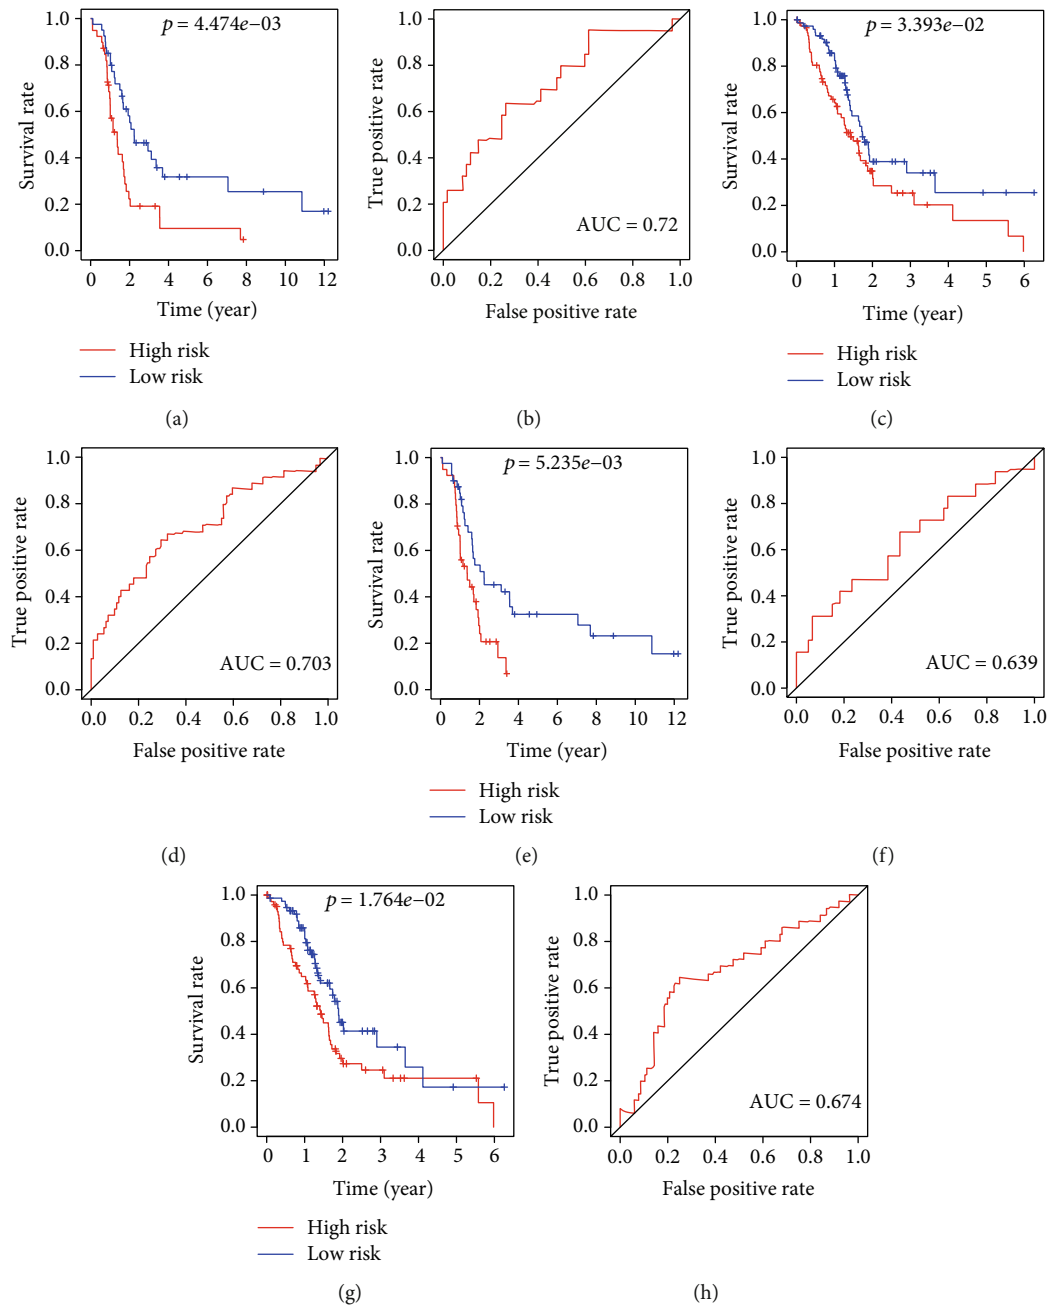 p = 4.474e−03
Survival rate
1.0
0.8
0.6
0.4
0.2
0.0
0 2 4 6 8 10 12
Time (year)
High risk
Low risk
(a)
True positive rate
1.0
0.8
0.6
0.4
0.2
0.0
AUC = 0.72
0.0 0.2 0.4 0.6 0.8 1.0
False positive rate
(b)
p = 3.393e−02
Survival rate
1.0
0.8
0.6
0.4
0.2
0.0
0 1 2 3 4 5 6
Time (year)
High risk
Low risk
(c)
True positive rate
1.0
0.8
0.6
0.4
0.2
0.0
AUC = 0.703
0.0 0.2 0.4 0.6 0.8 1.0
False positive rate
(d)
p = 5.235e−03
Survival rate
1.0
0.8
0.6
0.4
0.2
0.0
0 2 4 6 8 10 12
Time (year)
High risk
Low risk
(e)
True positive rate
1.0
0.8
0.6
0.4
0.2
0.0
AUC = 0.639
0.0 0.2 0.4 0.6 0.8 1.0
False positive rate
(f)
p = 1.764e−02
Survival rate
1.0
0.8
0.6
0.4
0.2
0.0
0 1 2 3 4 5 6
Time (year)
High risk
Low risk
(g)
True positive rate
1.0
0.8
0.6
0.4
0.2
0.0
AUC = 0.674
0.0 0.2 0.4 0.6 0.8 1.0
False positive rate
(h)